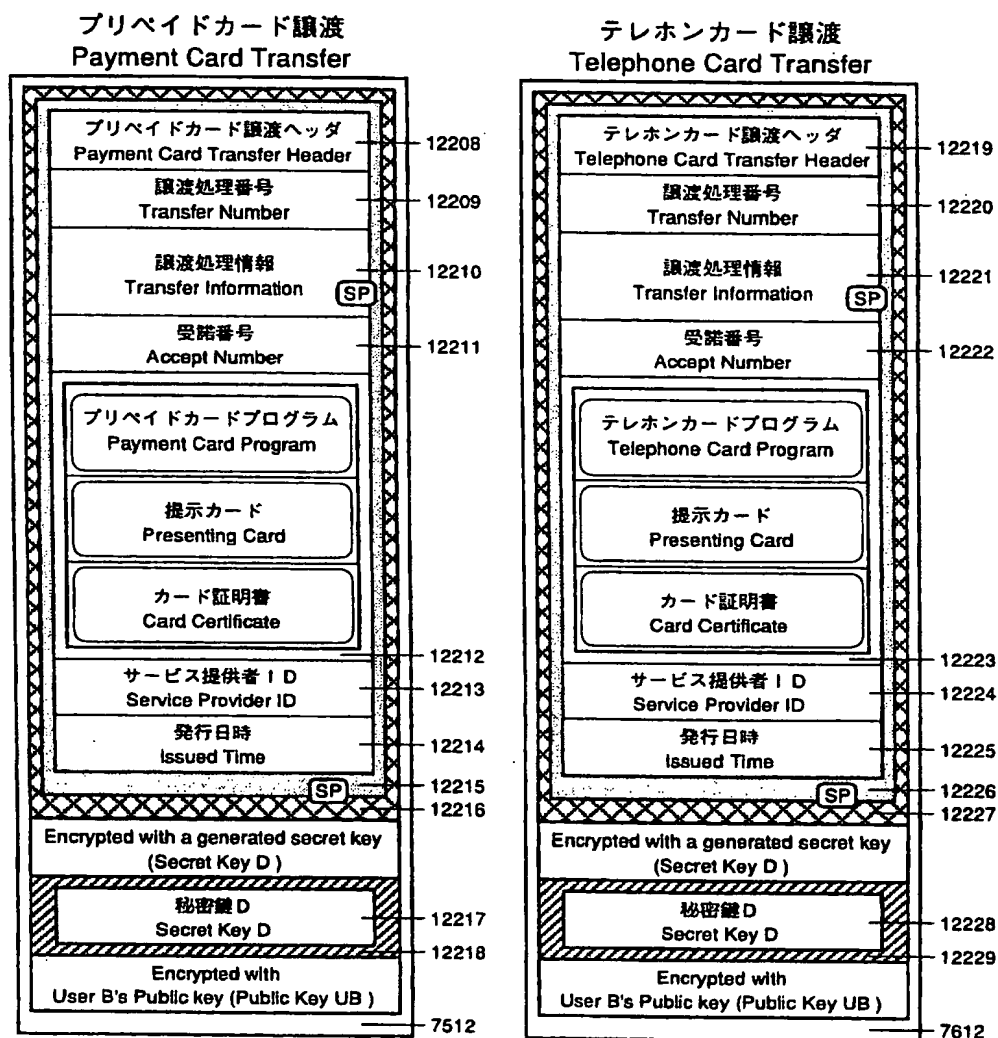 プリペイドカード譲渡
Payment Card Transfer
プリペイドカード譲渡ヘッダ
Payment Card Transfer Header
12208
譲渡処理番号
Transfer Number
12209
譲渡処理情報
Transfer Information
SP
12210
受諾番号
Accept Number
12211
プリペイドカードプログラム
Payment Card Program
提示カード
Presenting Card
カード証明書
Card Certificate
12212
サービス提供者ID
Service Provider ID
12213
発行日時
Issued Time
12214
SP
12215
12216
Encrypted with a generated secret key
(Secret Key D )
秘密鍵D
Secret Key D
12217
12218
Encrypted with
User B's Public key (Public Key UB )
7512
テレホンカード譲渡
Telephone Card Transfer
テレホンカード譲渡ヘッダ
Telephone Card Transfer Header
12219
譲渡処理番号
Transfer Number
12220
譲渡処理情報
Transfer Information
SP
12221
受諾番号
Accept Number
12222
テレホンカードプログラム
Telephone Card Program
提示カード
Presenting Card
カード証明書
Card Certificate
12223
サービス提供者ID
Service Provider ID
12224
発行日時
Issued Time
12225
SP
12226
12227
Encrypted with a generated secret key
(Secret Key D )
秘密鍵D
Secret Key D
12228
12229
Encrypted with
User B's Public key (Public Key UB )
7612